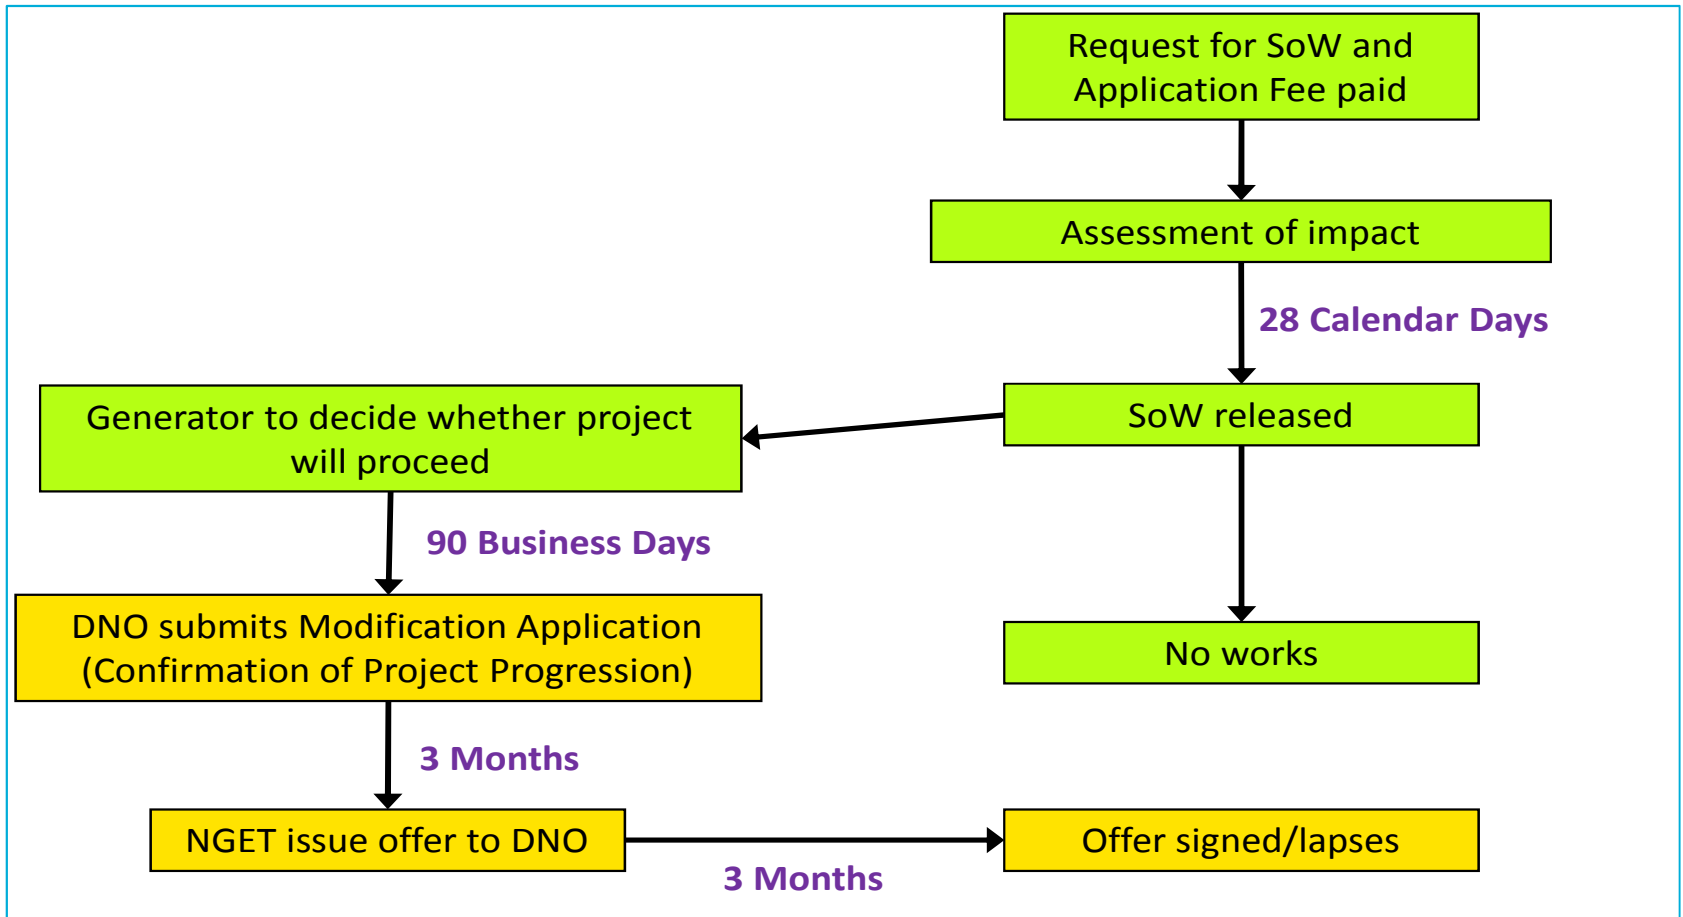 Request for SoW and
Application Fee paid
Assessment of impact
28 Calendar Days
SoW released
Generator to decide whether project
will proceed
90 Business Days
DNO submits Modification Application
(Confirmation of Project Progression)
No works
3 Months
NGET issue offer to DNO
3 Months
Offer signed/lapses